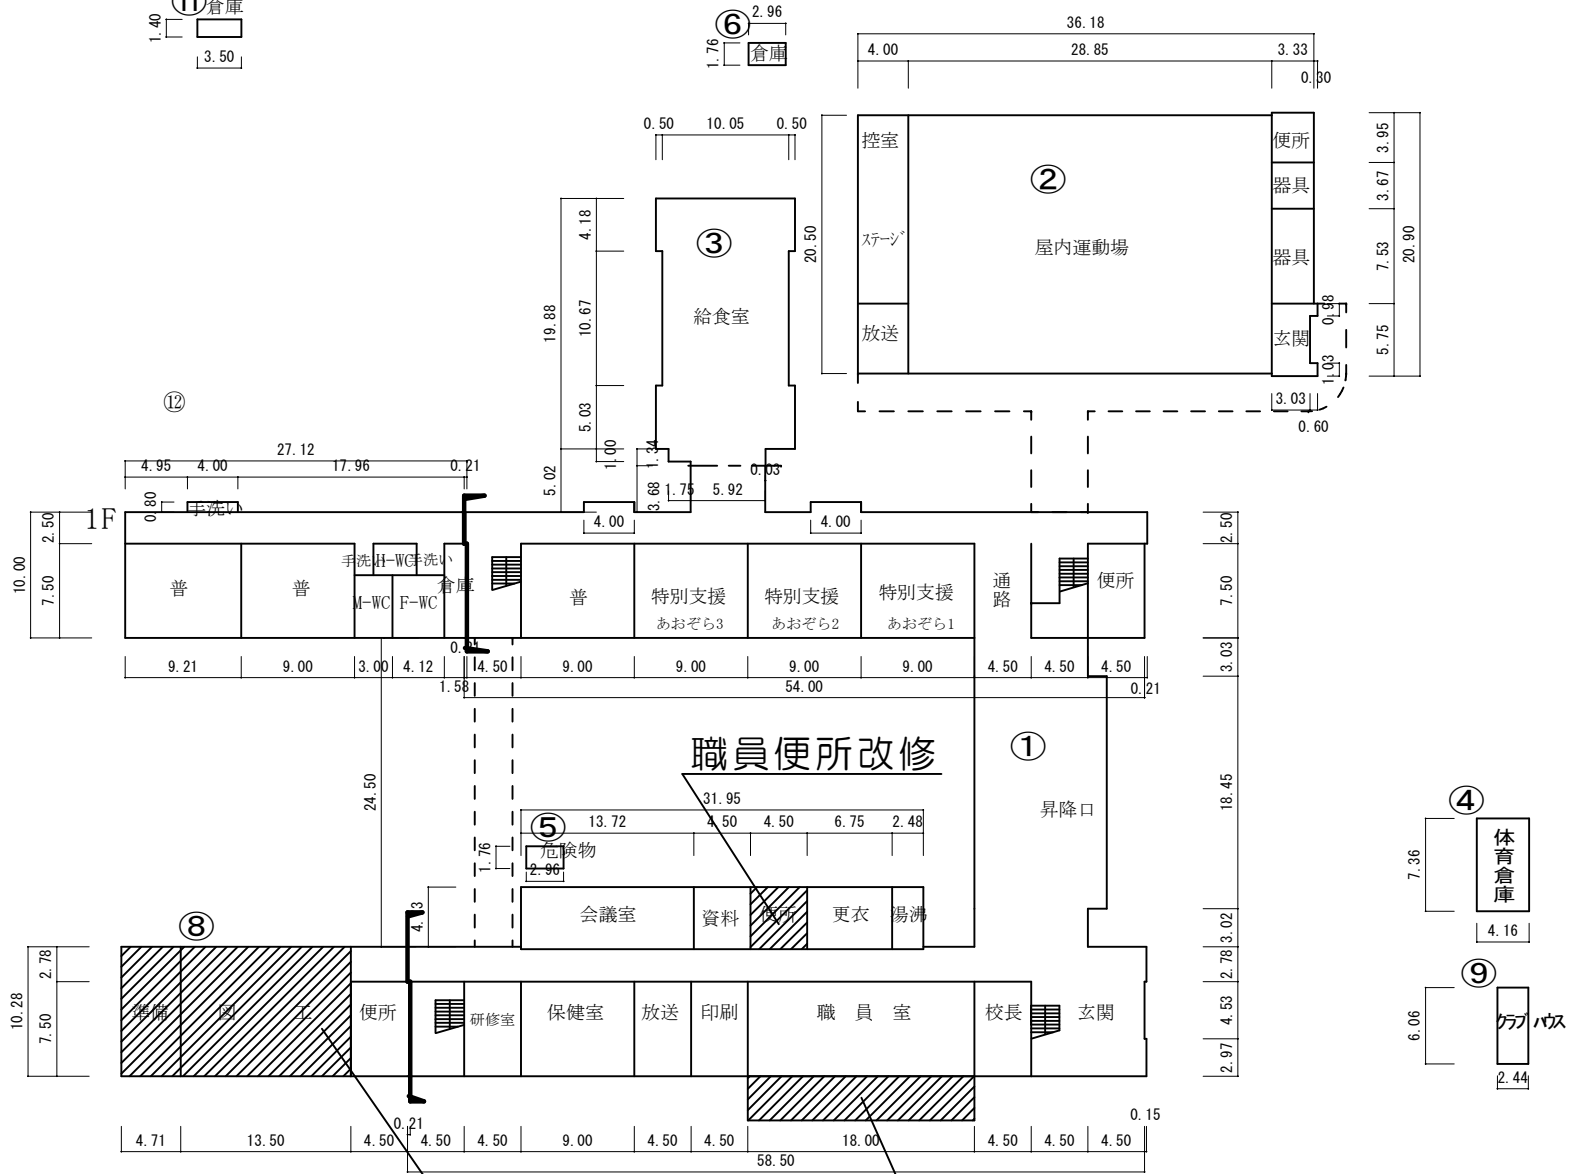 ⑪ 倉庫
1.40
3.50
⑥
2.96
1.76
倉庫
36.18
4.00 28.85 3.33
0.30
0.50 10.05 0.50
控室
②
便所
器具
ステージ
屋内運動場
器具
放送
玄関
20.50
3.95
3.67
7.53
20.90
0.98
5.75
1.03
3.03
0.60
③
給食室
4.18
19.88
10.67
5.03
1.00
1.34
0.03
5.02
3.68
1.75 5.92
⑫
27.12
4.95 4.00 17.96 0.21
0.80
手洗い
1F
4.00 4.00
2.50
10.00
7.50
手洗い H-WC 手洗い
普 普
M-WC F-WC
倉庫
普
特別支援
あおぞら3
特別支援
あおぞら2
特別支援
あおぞら1
通路
便所
2.50
7.50
3.03
0.21
9.21 9.00 3.00 4.12 4.50 9.00 9.00 9.00 9.00 4.50 4.50 4.50
1.58 54.00 0.21
職員便所改修
①
昇降口
18.45
24.50
31.95
13.72 4.50 4.50 6.75 2.48
⑤
危険物
1.76
2.96
会議室
資料
便所
更衣
湯沸
3.02
④
体育倉庫
7.36
4.16
⑧
2.78
10.28
7.50
準備
図 工
便所
研修室
保健室
放送
印刷
職 員 室
校長
玄関
2.78
4.53
2.97
⑨
6.06
クラブ ハウス
2.44
0.21
0.15
4.71 13.50 4.50 4.50 4.50 9.00 4.50 4.50 18.00 4.50 4.50 4.50
58.50